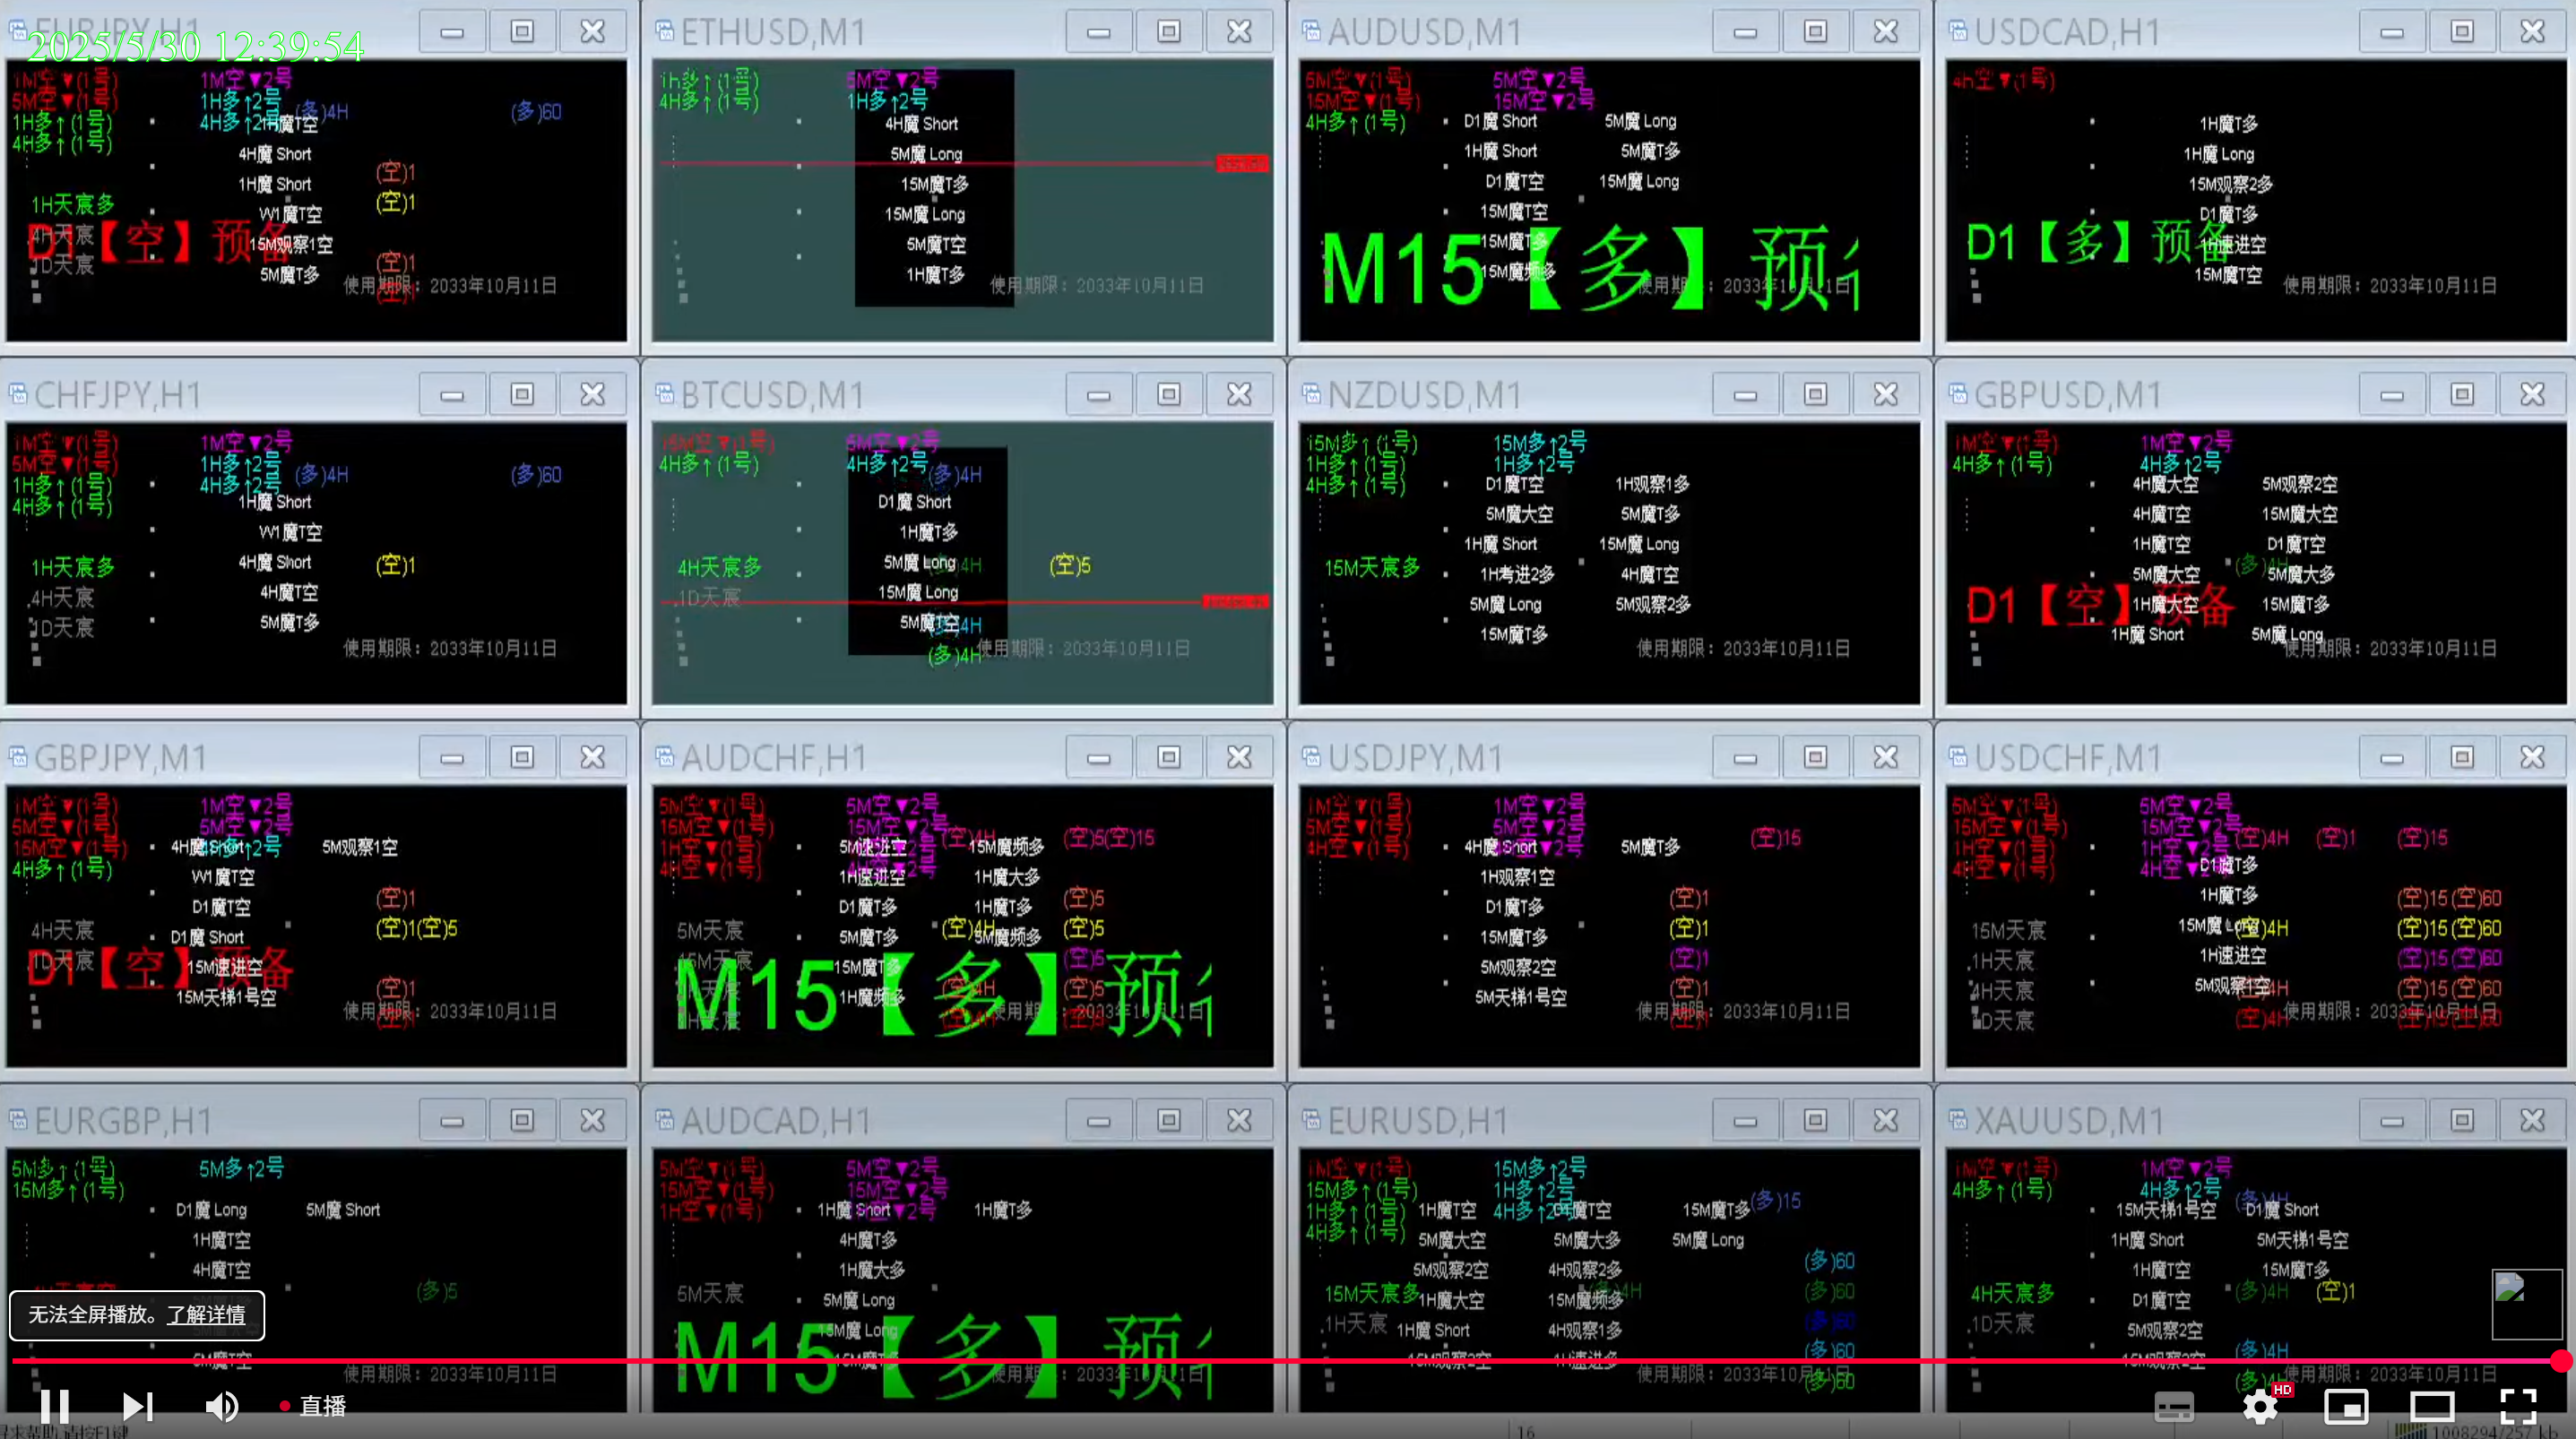 EURJPY,H1
2025/5/30 12:39:54
1M空▼(1号)
5M空▼(1号)
1H多↑(1号)
4H多↑(1号)
1M空▼2号
1H多↑2号
4H多↑2号
(多)4H
(多)60
1H魔T空
4H魔 Short
1H魔 Short
W1魔T空
15M观察1空
5M魔T多
(空)1
(空)1
(空)1
1H天宸多
4H天宸
1D天宸
D1【空】预备
使用期限：2033年10月11日
ETHUSD,M1
1h多↑(1号)
4H多↑(1号)
5M空▼2号
1H多↑2号
4H魔 Short
5M魔 Long
15M魔T多
15M魔 Long
5M魔T空
1H魔T多
使用期限：2033年10月11日
AUDUSD,M1
5M空▼(1号)
15M空▼(1号)
4H多↑(1号)
5M空▼2号
15M空▼2号
D1魔 Short
5M魔 Long
1H魔 Short
5M魔T多
D1魔T空
15M魔 Long
15M魔T空
15M魔T多
15M魔频多
M15【多】预
USDCAD,H1
4h空▼(1号)
1H魔T多
1H魔 Long
15M观察2多
D1魔T多
1H速进空
15M魔T空
D1【多】预备
使用期限：2033年10月11日
CHFJPY,H1
1M空▼(1号)
5M空▼(1号)
1H多↑(1号)
4H多↑(1号)
1M空▼2号
1H多↑2号
4H多↑2号
(多)4H
(多)60
1H魔 Short
W1魔T空
4H魔 Short
4H魔T空
5M魔T多
(空)1
1H天宸多
4H天宸
1D天宸
使用期限：2033年10月11日
BTCUSD,M1
15M空▼(1号)
4H多↑(1号)
5M空▼2号
4H多↑2号
(多)4H
D1魔 Short
1H魔T多
5M魔 Long
15M魔 Long
5M魔T空
(空)5
4H天宸多
1D天宸
(多)4H
使用期限：2033年10月11日
NZDUSD,M1
15M多↑(1号)
1H多↑(1号)
4H多↑(1号)
15M多↑2号
1H多↑2号
D1魔T空
1H观察1多
5M魔大空
5M魔T多
1H魔 Short
15M魔 Long
1H考进2多
4H魔T空
5M魔 Long
5M观察2多
15M魔T多
15M天宸多
使用期限：2033年10月11日
GBPUSD,M1
1M空▼(1号)
4H多↑(1号)
1M空▼2号
4H多↑2号
4H魔大空
5M观察2空
4H魔T空
15M魔大空
1H魔T空
D1魔T空
5M魔大空
5M魔大多
1H魔大空
15M魔T多
1H魔 Short
5M魔 Long
D1【空】预备
使用期限：2033年10月11日
GBPJPY,M1
1M空▼(1号)
5M空▼(1号)
15M空▼(1号)
4H多↑(1号)
1M空▼2号
5M空▼2号
4H魔 Short
5M观察1空
W1魔T空
D1魔T空
D1魔 Short
15M速进空
15M天梯1号空
(空)1
(空)1(空)5
(空)1
4H天宸
1D天宸
D1【空】预备
使用期限：2033年10月11日
AUDCHF,H1
5M空▼(1号)
15M空▼(1号)
1H空▼(1号)
4H空▼(1号)
5M空▼2号
15M空▼2号
(空)4H
(空)5(空)15
5M速进空
15M魔频多
1H速进空
1H魔大多
D1魔T多
1H魔T多
5M魔T多
5M魔频多
15M魔T多
1H魔频多
(空)5
(空)4H
(空)5
(空)5
(空)5
5M天宸
15M天宸
M15【多】预
USDJPY,M1
1M空▼(1号)
5M空▼(1号)
4H空▼(1号)
1M空▼2号
5M空▼2号
(空)15
4H魔 Short
5M魔T多
1H观察1空
D1魔T多
15M魔T多
5M观察2空
5M天梯1号空
(空)1
(空)1
(空)1
(空)1
使用期限：2033年10月11日
USDCHF,M1
5M空▼(1号)
15M空▼(1号)
1H空▼(1号)
4H空▼(1号)
5M空▼2号
15M空▼2号
(空)4H
(空)1
(空)15
D1魔T多
1H魔T多
15M魔 Long
1H速进空
5M观察1空
(空)15(空)60
(空)4H
(空)15(空)60
(空)15(空)60
(空)15(空)60
15M天宸
1H天宸
4H天宸
1D天宸
使用期限：2033年10月11日
EURGBP,H1
5M多↑(1号)
15M多↑(1号)
5M多↑2号
D1魔 Long
5M魔 Short
1H魔T空
4H魔T空
(多)5
使用期限：2033年10月11日
无法全屏播放。了解详情
AUDCAD,H1
5M空▼(1号)
15M空▼(1号)
1H空▼(1号)
5M空▼2号
15M空▼2号
1H魔 Short
1H魔T多
4H魔T多
1H魔大多
5M魔 Long
15M魔 Long
5M天宸
M15【多】预
EURUSD,H1
1M空▼(1号)
15M多↑(1号)
1H多↑(1号)
4H多↑(1号)
15M多↑2号
1H多↑2号
4H多↑2号
(多)15
1H魔T空
D1魔T空
15M魔T多
5M魔大空
5M魔大多
5M魔 Long
5M观察2空
4H观察2多
1H魔大空
15M魔频多
1H魔 Short
4H观察1多
15M观察2空
1H速进多
(多)60
(多)60
(多)60
(多)60
(多)60
15M天宸多
1H天宸
使用期限：2033年10月11日
XAUUSD,M1
1M空▼(1号)
4H多↑(1号)
1M空▼2号
4H多↑2号
(多)4H
15M天梯1号空
D1魔 Short
1H魔 Short
5M天梯1号空
1H魔T空
15M魔T多
D1魔T空
(多)4H
(空)1
5M观察2空
15M观察2空
(多)4H
(多)4H
4H天宸多
1D天宸
使用期限：2033年10月11日
直播
HD
16
1008294/257 kb